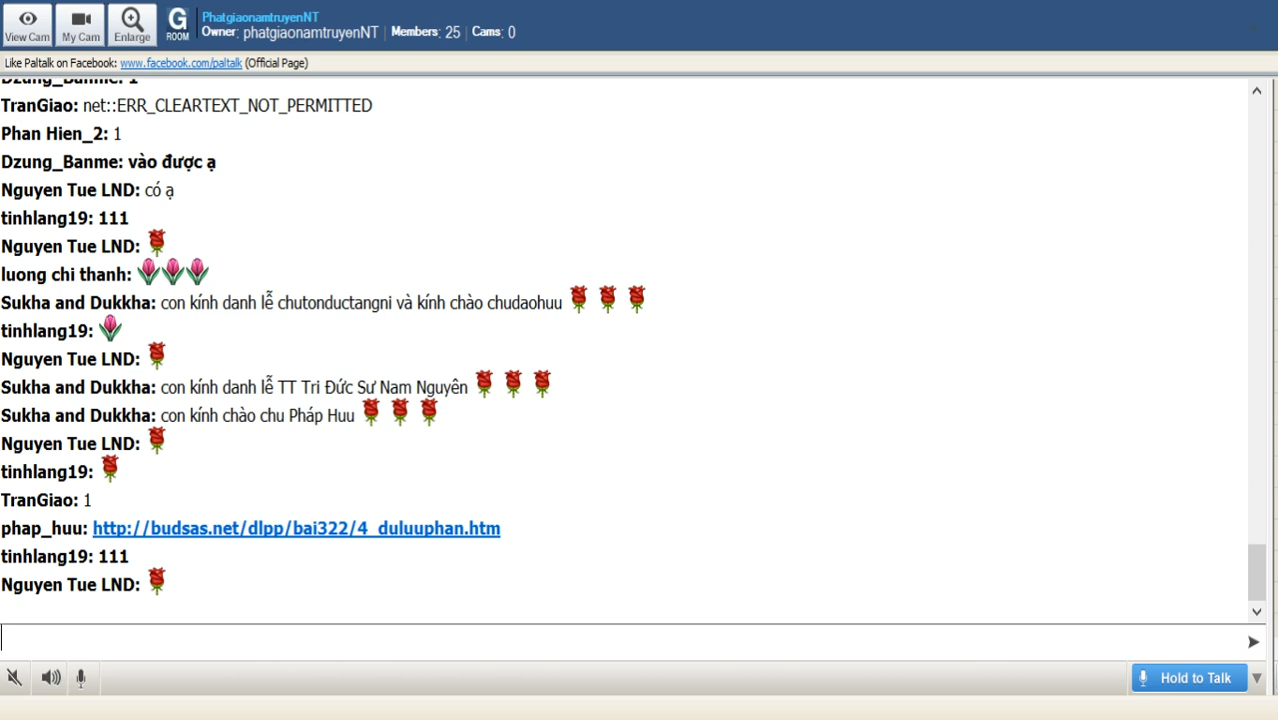 View Cam
My Cam
Enlarge
G
ROOM
PhatgiaonamtruyenNT
Owner: phatgiaonamtruyenNT | Members: 25 | Cams: 0
Like Paltalk on Facebook: www.facebook.com/paltalk (Official Page)
Dzung_Banme: 1
TranGiao: net::ERR_CLEARTEXT_NOT_PERMITTED
Phan Hien_2: 1
Dzung_Banme: vào được ạ
Nguyen Tue LND: có ạ
tinhlang19: 111
Nguyen Tue LND:
luong chi thanh:
Sukha and Dukkha: con kính danh lễ chutonductangni và kính chào chudaohuu
tinhlang19:
Nguyen Tue LND:
Sukha and Dukkha: con kính danh lễ TT Tri Đức Sư Nam Nguyên
Sukha and Dukkha: con kính chào chu Pháp Huu
Nguyen Tue LND:
tinhlang19:
TranGiao: 1
phap_huu: http://budsas.net/dlpp/bai322/4_duluuphan.htm
tinhlang19: 111
Nguyen Tue LND:
Hold to Talk